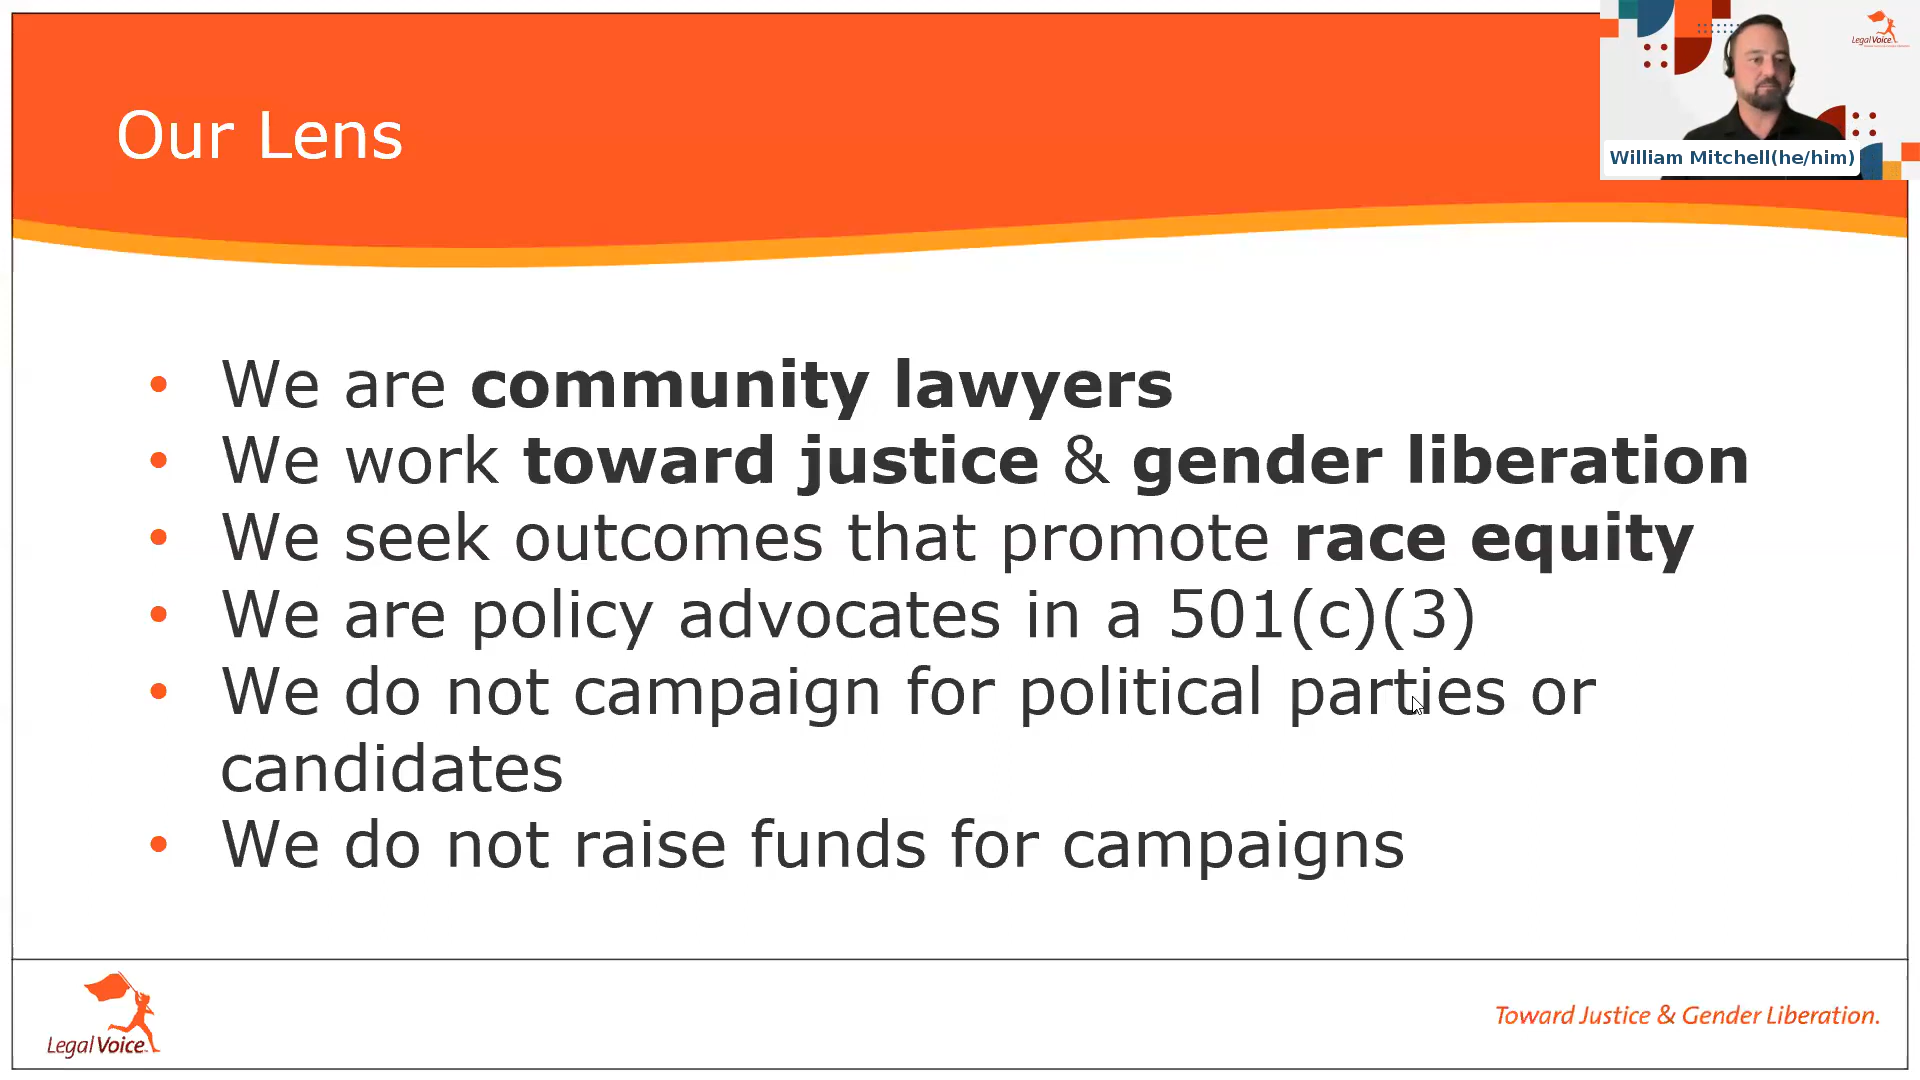 Our Lens
Legal Voice
William Mitchell(he/him)
• We are community lawyers
• We work toward justice & gender liberation
• We seek outcomes that promote race equity
• We are policy advocates in a 501(c)(3)
• We do not campaign for political parties or
candidates
• We do not raise funds for campaigns
Legal Voice
Toward Justice & Gender Liberation.